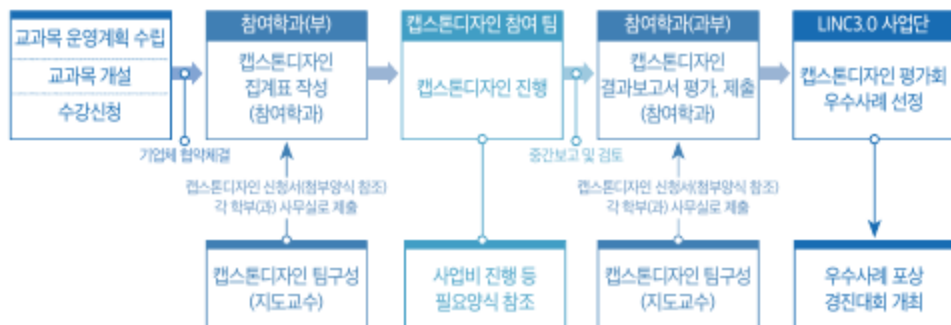 교과목 운영계획 수립
교과목 개설
수강신청
기업체 협약체결
참여학과(부)
캡스톤디자인
집계표 작성
(참여학과)
캡스톤디자인 신청서(첨부양식 참조)
각 학부(과) 사무실로 제출
캡스톤디자인 팀구성
(지도교수)
캡스톤디자인 참여 팀
캡스톤디자인 진행
중간보고 및 검토
사업비 진행 등
필요양식 참조
참여학과(과부)
캡스톤디자인
결과보고서 평가, 제출
(참여학과)
캡스톤디자인 신청서(첨부양식 참조)
각 학부(과) 사무실로 제출
캡스톤디자인 팀구성
(지도교수)
LINC3.0 사업단
캡스톤디자인 평가회
우수사례 선정
우수사례 포상
경진대회 개최